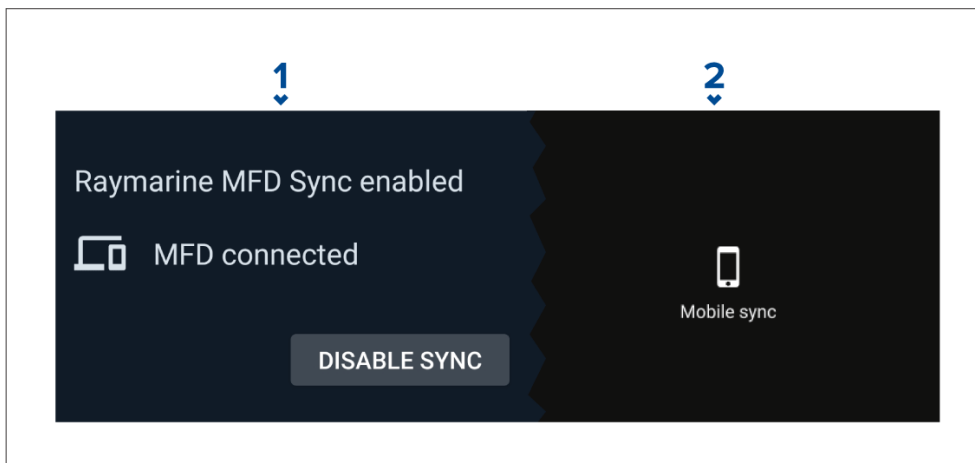 1
2
Raymarine MFD Sync enabled
MFD connected
DISABLE SYNC
Mobile sync